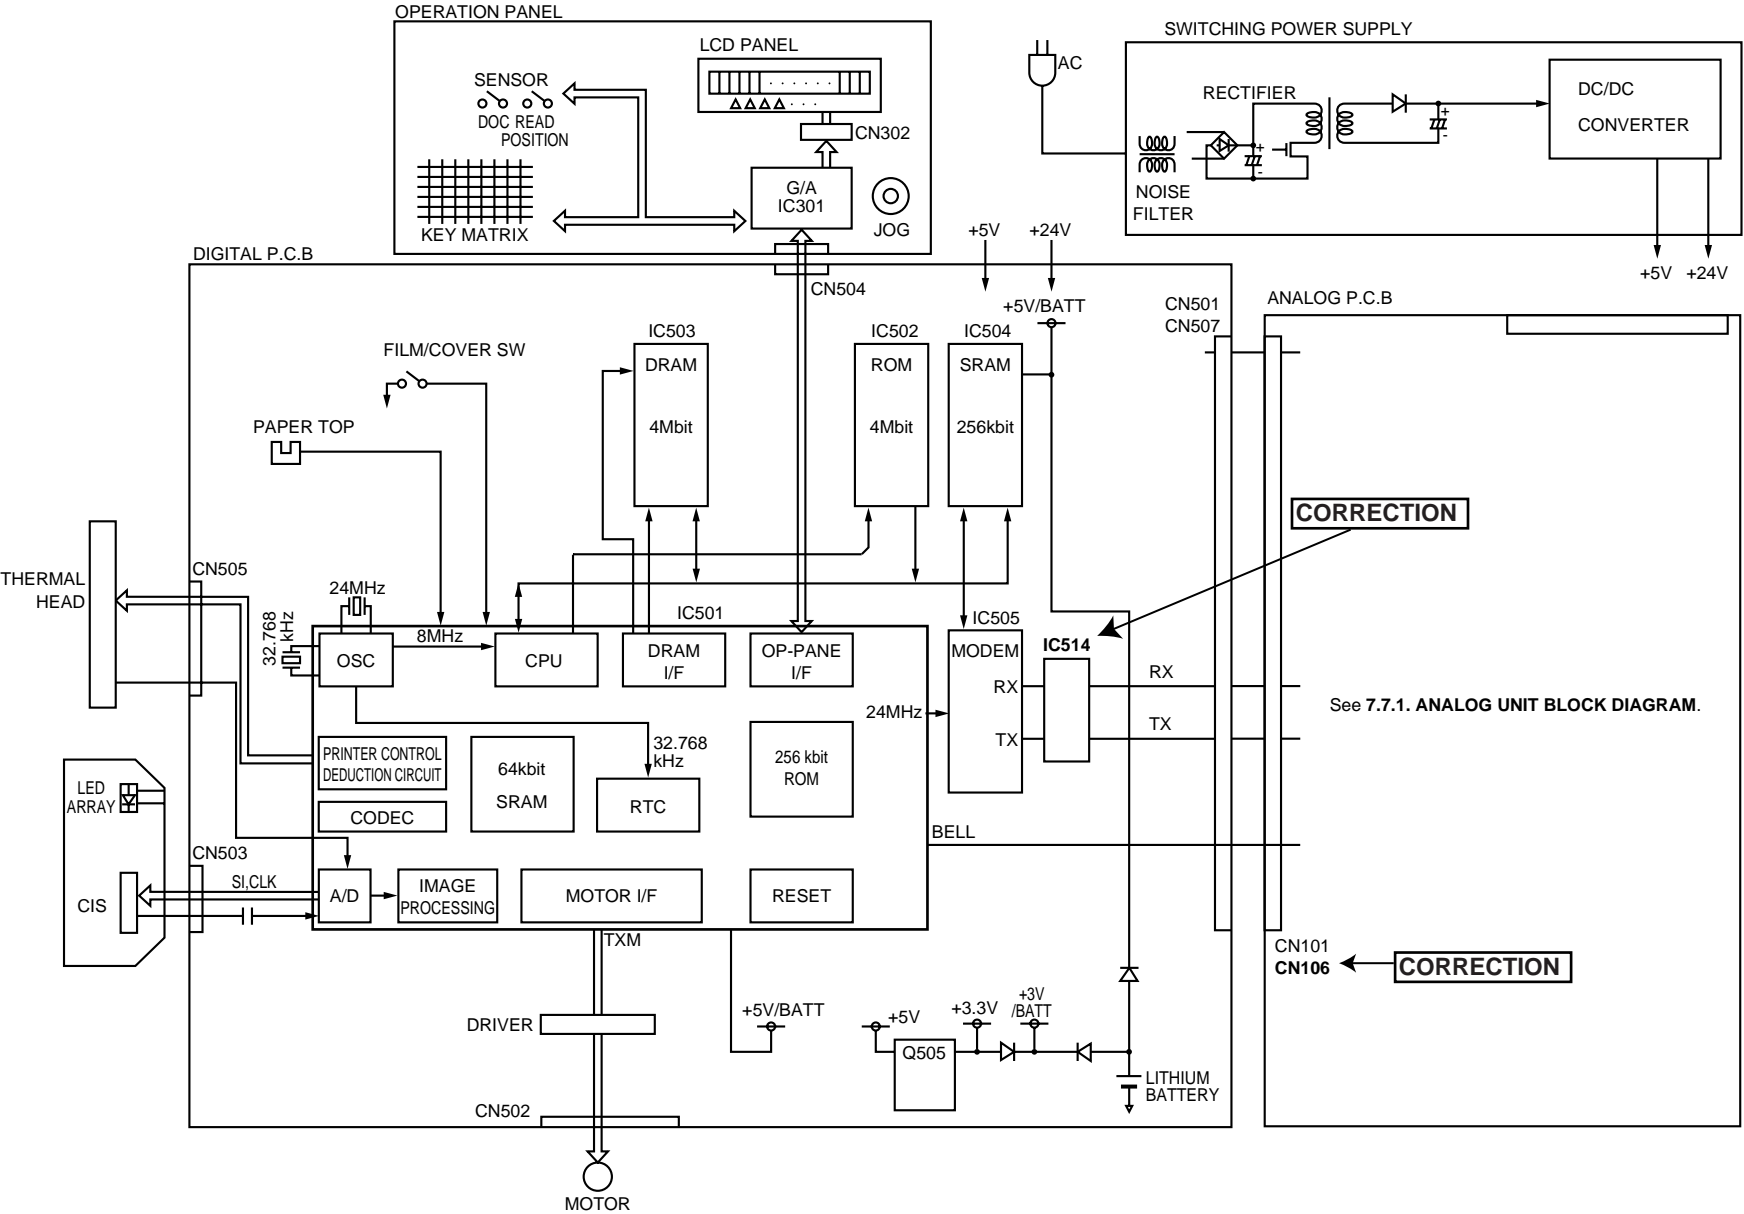 OPERATION PANEL
LCD PANEL
SENSOR
DOC READ
POSITION
CN302
G/A
IC301
JOG
KEY MATRIX
SWITCHING POWER SUPPLY
AC
RECTIFIER
+
-
+
-
DC/DC
CONVERTER
NOISE
FILTER
+5V
+24V
+5V
+24V
DIGITAL P.C.B
CN504
+5V/BATT
CN501
CN507
ANALOG P.C.B
FILM/COVER SW
PAPER TOP
IC503
DRAM
4Mbit
IC502
ROM
4Mbit
IC504
SRAM
256kbit
CORRECTION
THERMAL
HEAD
CN505
24MHz
32.768
kHz
OSC
8MHz
CPU
IC501
DRAM
I/F
OP-PANE
I/F
IC505
MODEM
RX
TX
IC514
RX
TX
24MHz
See 7.7.1. ANALOG UNIT BLOCK DIAGRAM.
PRINTER CONTROL
DEDUCTION CIRCUIT
CODEC
64kbit
SRAM
32.768
kHz
RTC
256 kbit
ROM
BELL
LED
ARRAY
CN503
SI,CLK
CIS
A/D
IMAGE
PROCESSING
MOTOR I/F
RESET
TXM
CN101
CN106
CORRECTION
DRIVER
+5V/BATT
+5V
+3.3V
+3V
/BATT
Q505
LITHIUM
BATTERY
CN502
MOTOR